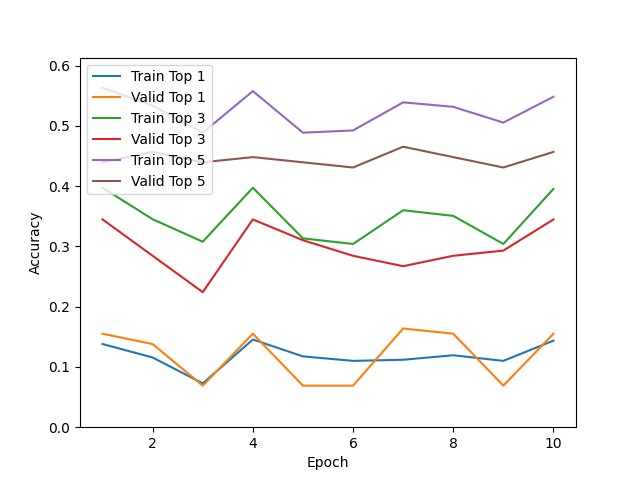 0.6
0.5
0.4
0.3
0.2
0.1
0.0
Accuracy
Train Top 1
Valid Top 1
Train Top 3
Valid Top 3
Train Top 5
Valid Top 5
2 4 6 8 10
Epoch